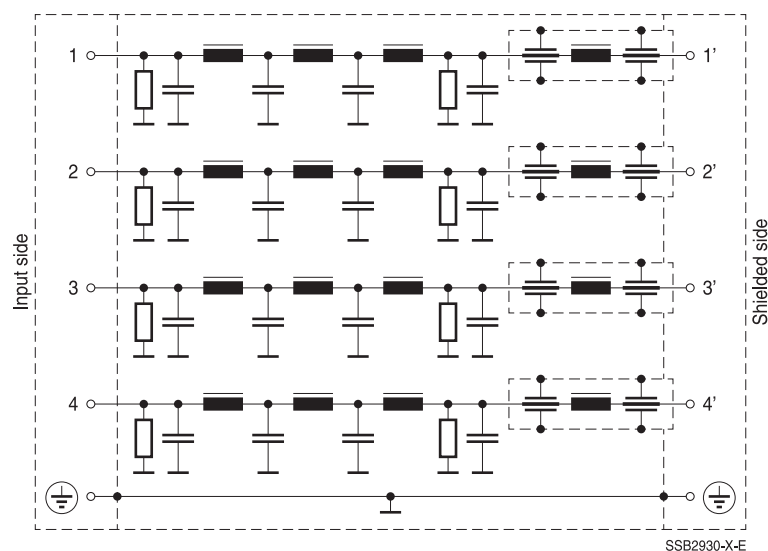 1
1'
2
2'
Input side
Shielded side
3
3'
4
4'
SSB2930-X-E